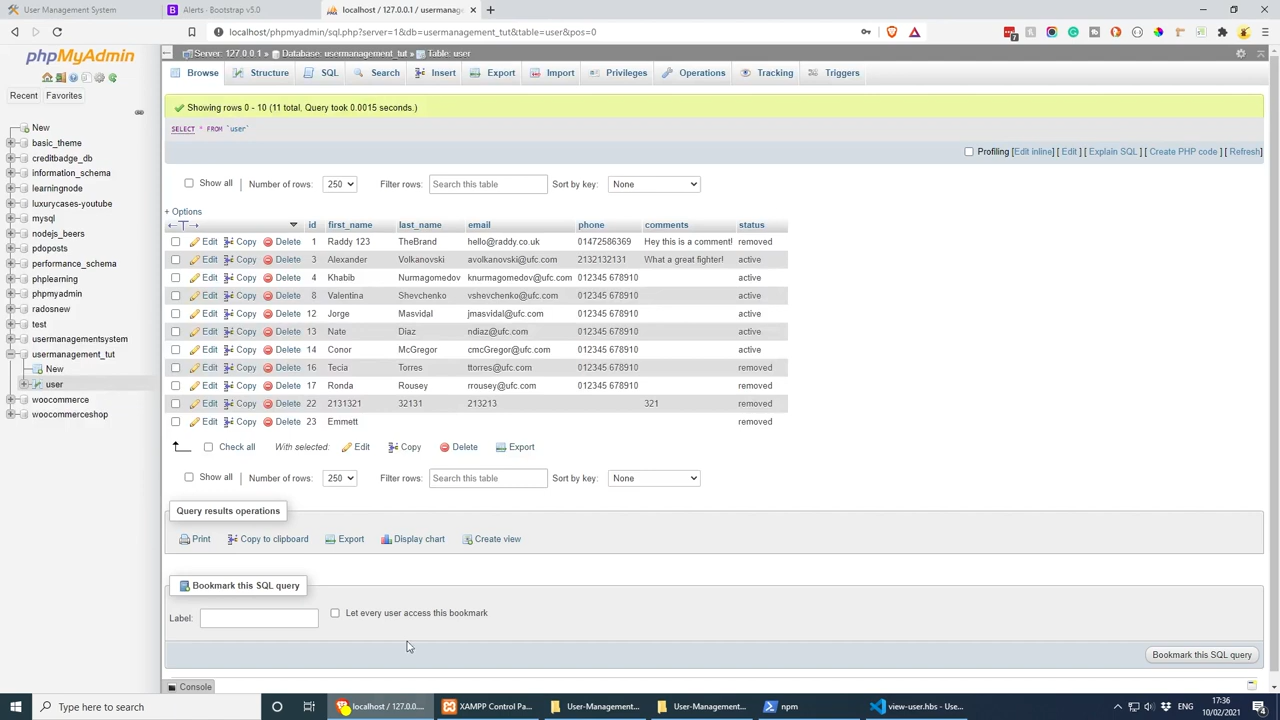 User Management System
Alerts · Bootstrap v5.0
localhost / 127.0.0.1 / usermanag
localhost/phpmyadmin/sql.php?server=1&db=usermanagement_tut&table=user&pos=0
phpMyAdmin
Server: 127.0.0.1 » Database: usermanagement_tut » Table: user
Browse Structure SQL Search Insert Export Import Privileges Operations Tracking Triggers
Recent Favorites
New
basic_theme
creditbadge_db
information_schema
learningnode
luxurycases-youtube
mysql
nodejs_beers
pdoposts
performance_schema
phplearning
phpmyadmin
radosnew
test
usermanagementsystem
usermanagement_tut
New
user
woocommerce
woocommerceshop
Showing rows 0 - 10 (11 total, Query took 0.0015 seconds.)
SELECT * FROM `user`
Profiling [Edit inline] [ Edit ] [ Explain SQL ] [ Create PHP code ] [ Refresh]
Show all Number of rows: 250 Filter rows: Search this table Sort by key: None
+ Options
←T→ id first_name last_name email phone comments status
Edit Copy Delete 1 Raddy 123 TheBrand hello@raddy.co.uk 01472586369 Hey this is a comment! removed
Edit Copy Delete 3 Alexander Volkanovski avolkanovski@ufc.com 2132132131 What a great fighter! active
Edit Copy Delete 4 Khabib Nurmagomedov knurmagomedov@ufc.com 012345 678910 active
Edit Copy Delete 8 Valentina Shevchenko vshevchenko@ufc.com 012345 678910 active
Edit Copy Delete 12 Jorge Masvidal jmasvidal@ufc.com 012345 678910 active
Edit Copy Delete 13 Nate Diaz ndiaz@ufc.com 012345 678910 active
Edit Copy Delete 14 Conor McGregor cmcGregor@ufc.com 012345 678910 active
Edit Copy Delete 16 Tecia Torres ttorres@ufc.com 012345 678910 removed
Edit Copy Delete 17 Ronda Rousey rrousey@ufc.com 012345 678910 removed
Edit Copy Delete 22 2131321 32131 213213 321 removed
Edit Copy Delete 23 Emmett removed
Check all With selected: Edit Copy Delete Export
Show all Number of rows: 250 Filter rows: Search this table Sort by key: None
Query results operations
Print Copy to clipboard Export Display chart Create view
Bookmark this SQL query
Label: Let every user access this bookmark
Bookmark this SQL query
Console
Type here to search
localhost / 127.0.0....
XAMPP Control Pa...
User-Management...
User-Management...
npm
view-user.hbs - Use...
ENG
17:36
10/02/2021
4
7